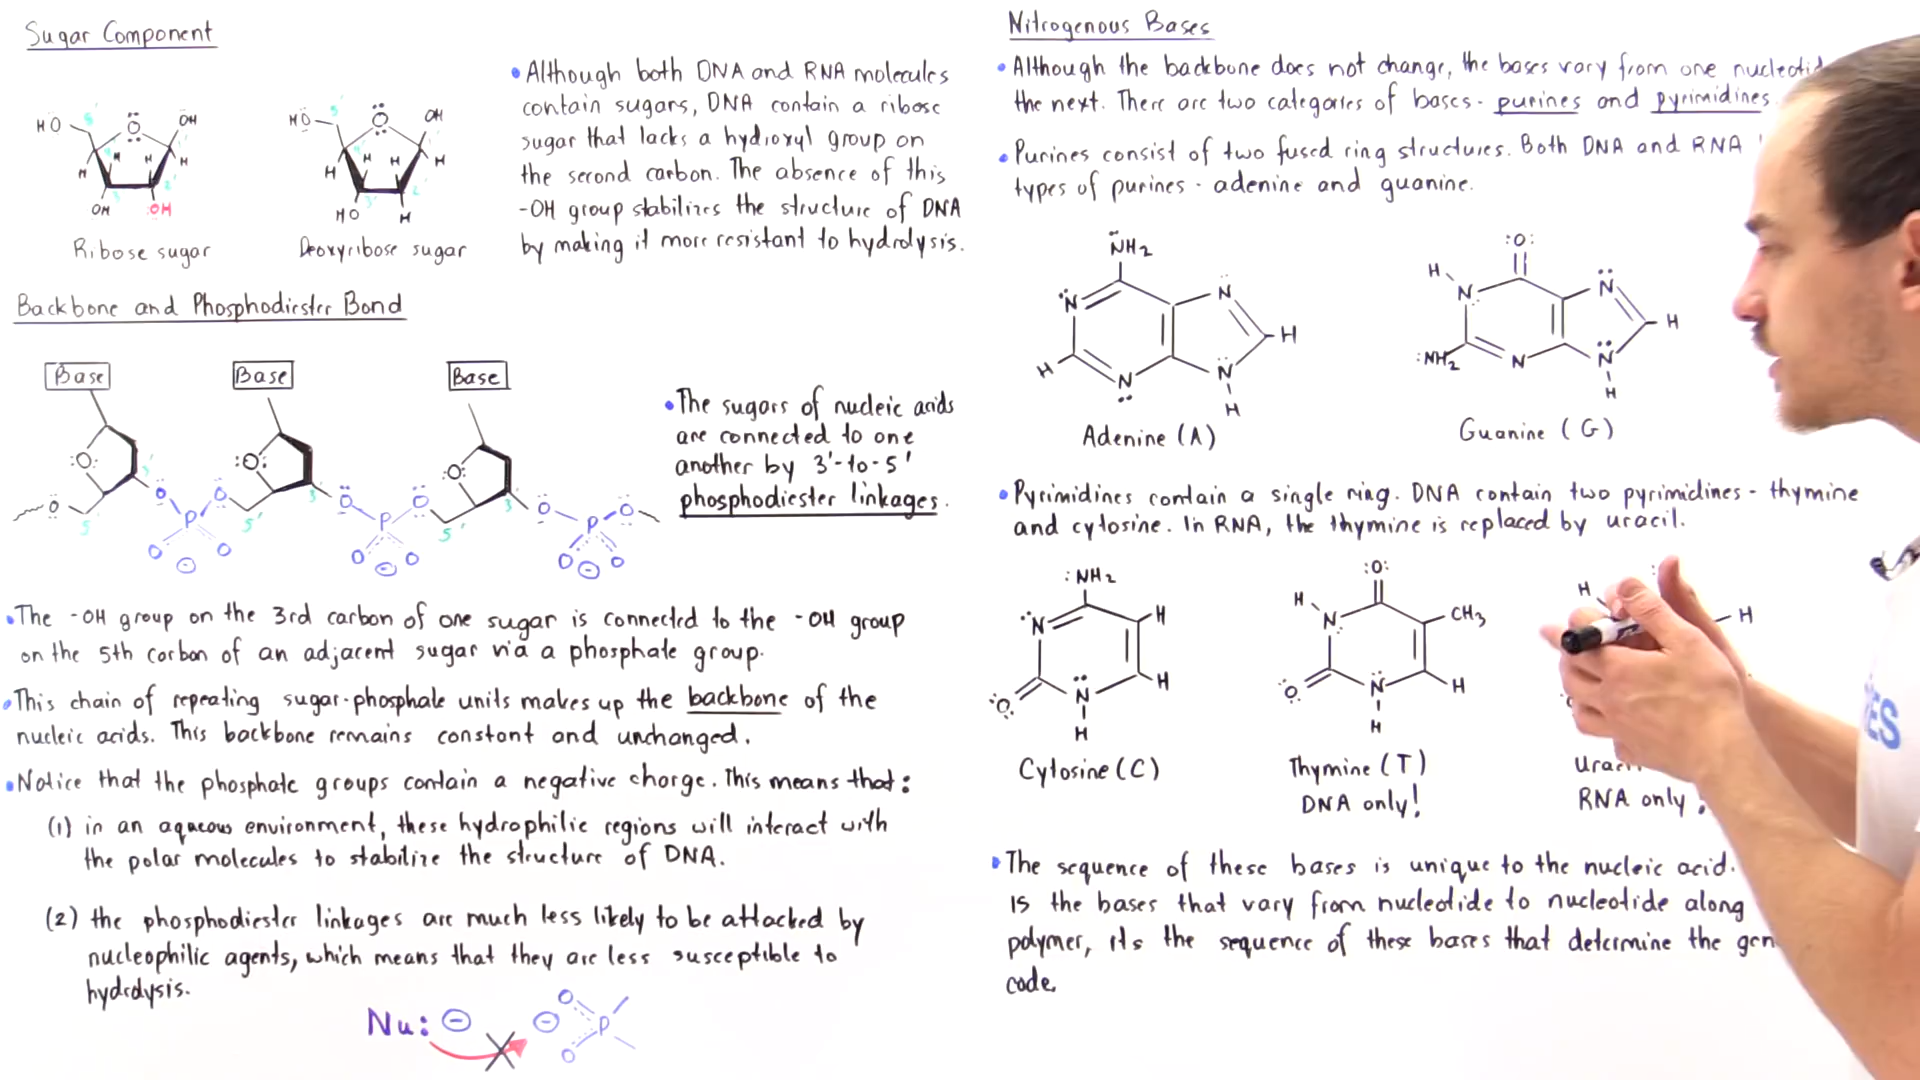 Sugar Component
HO
5'
O
OH
H
H
H
H
3'
2'
OH
:OH
Ribose sugar
HO
5'
O
OH
H
H
H
H
3'
2'
HO
H
Deoxyribose sugar
• Although both DNA and RNA molecules
contain sugars, DNA contain a ribose
sugar that lacks a hydroxyl group on
the second carbon. The absence of this
-OH group stabilizes the structure of DNA
by making it more resistant to hydrolysis.
Backbone and Phosphodiester Bond
Base
Base
Base
:O:
:O:
:O:
3'
3'
3'
O
5'
O
P
O
5'
O
P
O
5'
O
P
O
O
O
O
O
O
O
• The sugars of nucleic acids
are connected to one
another by 3'-to-5'
phosphodiester linkages.
• The -OH group on the 3rd carbon of one sugar is connected to the -OH group
on the 5th carbon of an adjacent sugar via a phosphate group.
• This chain of repeating sugar-phosphate units makes up the backbone of the
nucleic acids. This backbone remains constant and unchanged.
• Notice that the phosphate groups contain a negative charge. This means that:
(1) in an aqueous environment, these hydrophilic regions will interact with
the polar molecules to stabilize the structure of DNA.
(2) the phosphodiester linkages are much less likely to be attacked by
nucleophilic agents, which means that they are less susceptible to
hydrolysis.
Nu: ⊖
⊖
O
P
O
Nitrogenous Bases
• Although the backbone does not change, the bases vary from one
the next. There are two categories of bases - purines and pyrimidines.
• Purines consist of two fused ring structures. Both DNA and RNA
types of purines - adenine and guanine.
NH2
N
N
H
H
N
N
H
Adenine (A)
:O:
H
N
N
H
:NH2
N
N
H
Guanine (G)
• Pyrimidines contain a single ring. DNA contain two pyrimidines - thymine
and cytosine. In RNA, the thymine is replaced by uracil.
:NH2
N
H
H
O
N
H
Cytosine (C)
:O:
H
N
CH3
O
N
H
H
Thymine (T)
DNA only!
H
H
RNA only
• The sequence of these bases is unique to the nucleic acid.
Is the bases that vary from nucleotide to nucleotide along
polymer, its the sequence of these bases that determine the
code.